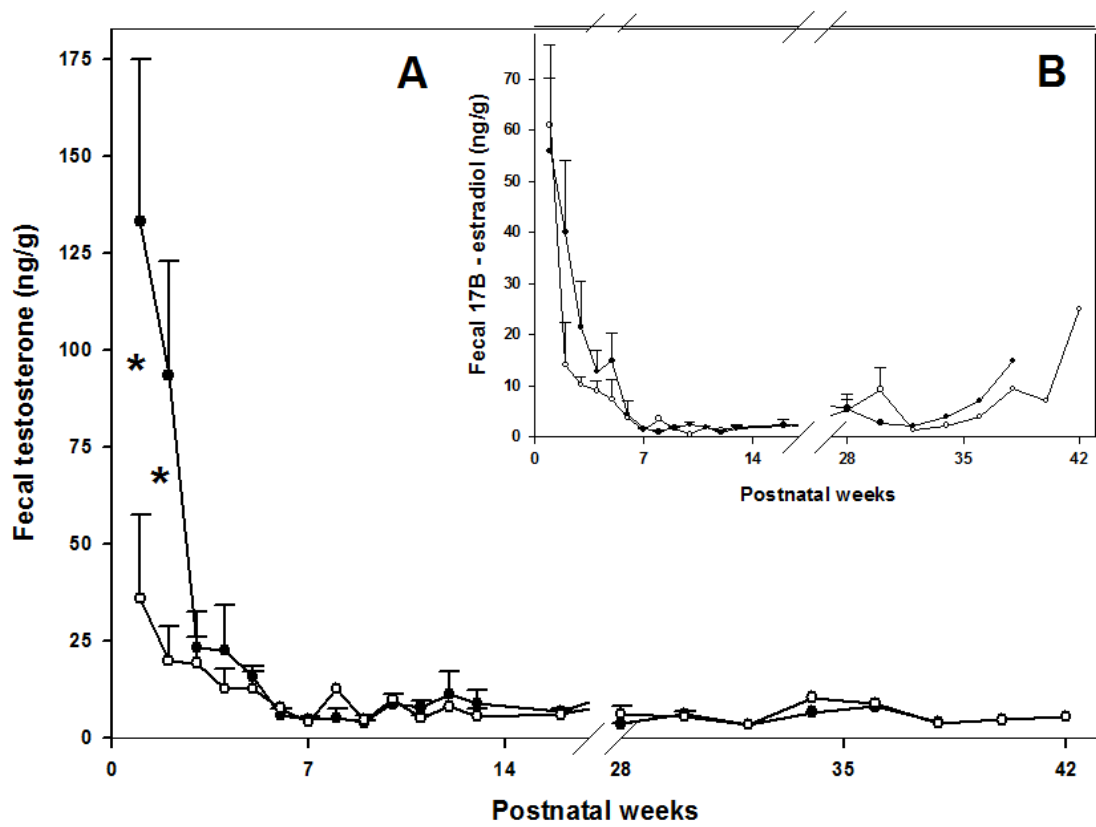 A
Fecal testosterone (ng/g)
175
150
125
100
75
50
25
0
*
*
0 7 14 28 35 42
Postnatal weeks
B
Fecal 17B - estradiol (ng/g)
70
60
50
40
30
20
10
0
0 7 14 28 35 42
Postnatal weeks